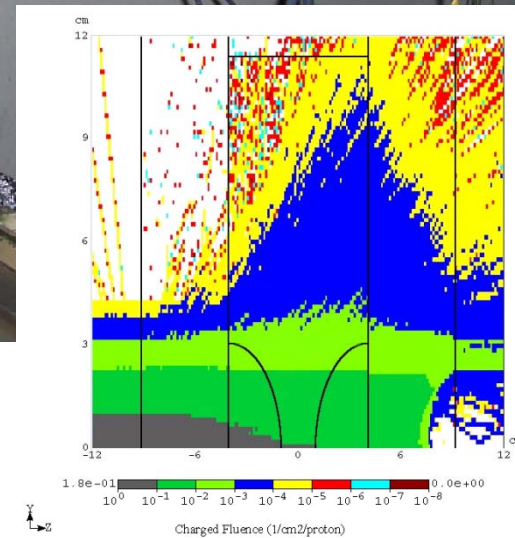 cm
12
9
6
3
0
-12 -6 0 6 12
c
1.8e-01 0.0e+00
10^0 10^-1 10^-2 10^-3 10^-4 10^-5 10^-6 10^-7 10^-8
Y
Z
Charged Fluence (1/cm2/proton)